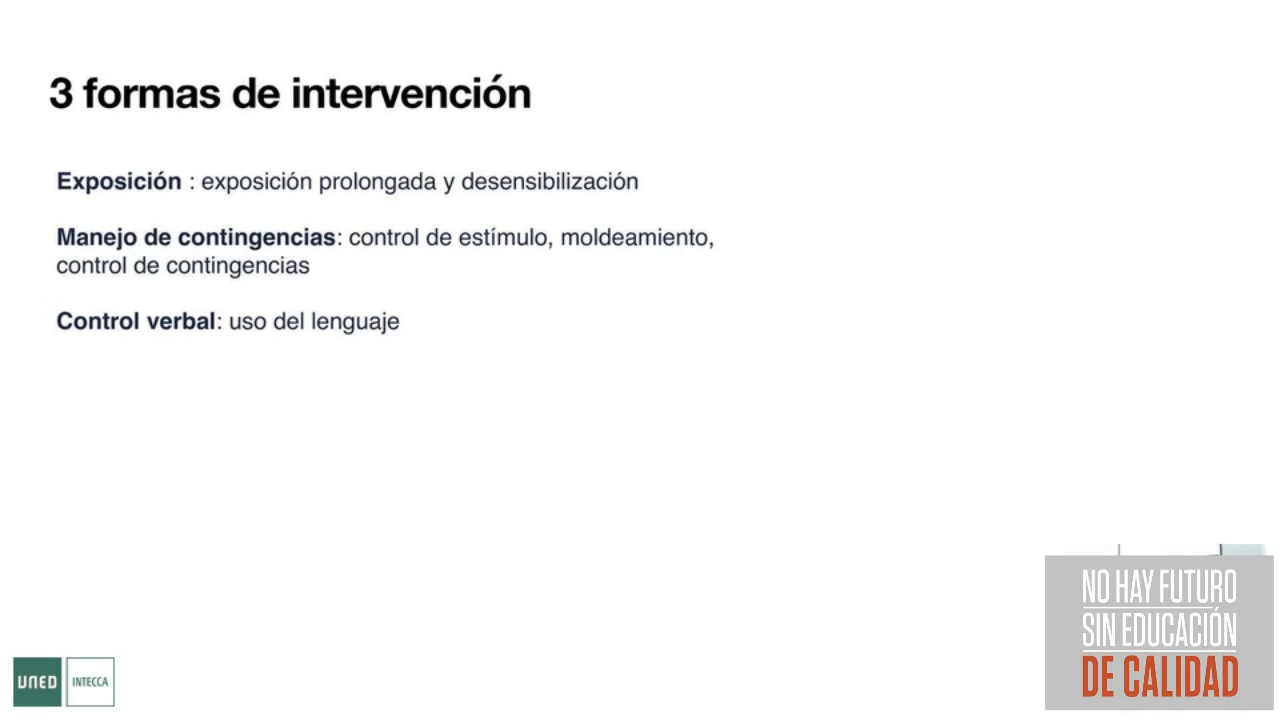 3 formas de intervención
Exposición : exposición prolongada y desensibilización
Manejo de contingencias: control de estímulo, moldeamiento,
control de contingencias
Control verbal: uso del lenguaje
NO HAY FUTURO
SIN EDUCACIÓN
DE CALIDAD
UNED INTECCA